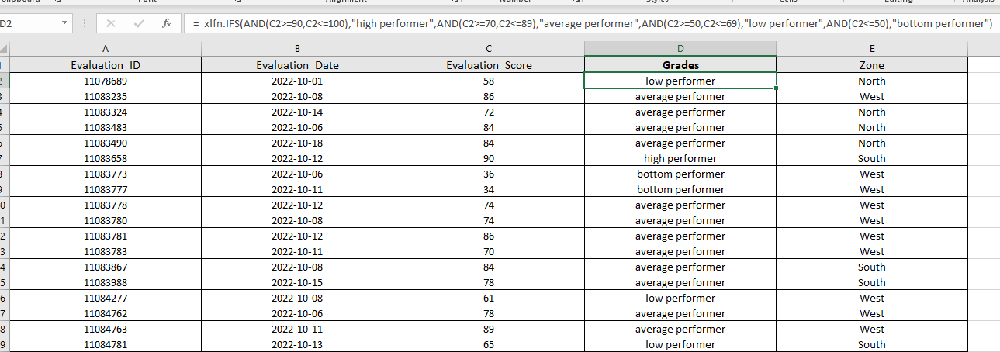 D2 fx =_xlfn.IFS(AND(C2>=90,C2<=100),"high performer",AND(C2>=70,C2<=89),"average performer",AND(C2>=50,C2<=69),"low performer",AND(C2<=50),"bottom performer")
A B C D E
Evaluation_ID Evaluation_Date Evaluation_Score Grades Zone
11078689 2022-10-01 58 low performer North
11083235 2022-10-08 86 average performer West
11083324 2022-10-14 72 average performer North
11083483 2022-10-06 84 average performer North
11083490 2022-10-18 84 average performer North
11083658 2022-10-12 90 high performer South
11083773 2022-10-06 36 bottom performer West
11083777 2022-10-11 34 bottom performer West
11083778 2022-10-12 74 average performer West
11083780 2022-10-08 74 average performer West
11083781 2022-10-12 86 average performer West
11083783 2022-10-11 70 average performer West
11083867 2022-10-08 84 average performer South
11083988 2022-10-15 78 average performer South
11084277 2022-10-08 61 low performer West
11084762 2022-10-06 78 average performer West
11084763 2022-10-11 89 average performer West
11084781 2022-10-13 65 low performer South